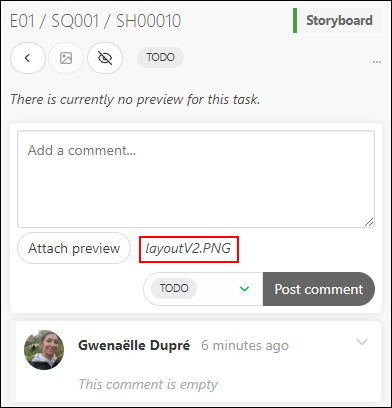 E01 / SQ001 / SH00010
Storyboard
TODO
...
There is currently no preview for this task.
Add a comment...
Attach preview
layoutV2.PNG
TODO
Post comment
Gwenaëlle Dupré 6 minutes ago
This comment is empty